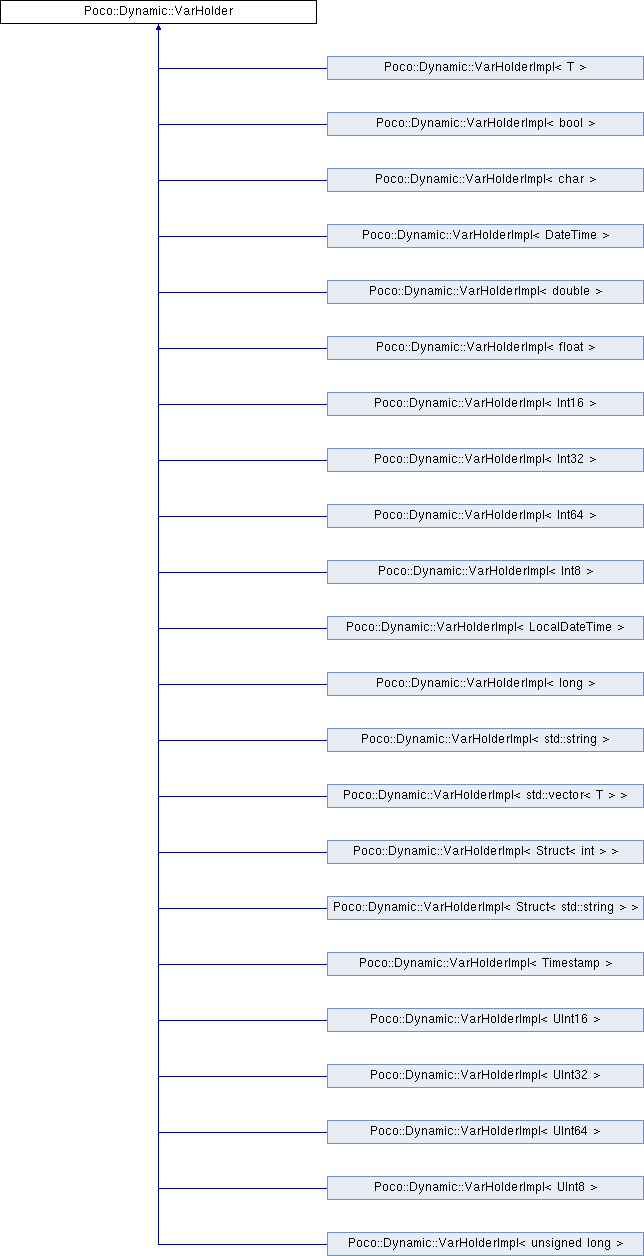 Poco::Dynamic::VarHolder
Poco::Dynamic::VarHolderImpl< T >
Poco::Dynamic::VarHolderImpl< bool >
Poco::Dynamic::VarHolderImpl< char >
Poco::Dynamic::VarHolderImpl< DateTime >
Poco::Dynamic::VarHolderImpl< double >
Poco::Dynamic::VarHolderImpl< float >
Poco::Dynamic::VarHolderImpl< Int16 >
Poco::Dynamic::VarHolderImpl< Int32 >
Poco::Dynamic::VarHolderImpl< Int64 >
Poco::Dynamic::VarHolderImpl< Int8 >
Poco::Dynamic::VarHolderImpl< LocalDateTime >
Poco::Dynamic::VarHolderImpl< long >
Poco::Dynamic::VarHolderImpl< std::string >
Poco::Dynamic::VarHolderImpl< std::vector< T > >
Poco::Dynamic::VarHolderImpl< Struct< int > >
Poco::Dynamic::VarHolderImpl< Struct< std::string > >
Poco::Dynamic::VarHolderImpl< Timestamp >
Poco::Dynamic::VarHolderImpl< UInt16 >
Poco::Dynamic::VarHolderImpl< UInt32 >
Poco::Dynamic::VarHolderImpl< UInt64 >
Poco::Dynamic::VarHolderImpl< UInt8 >
Poco::Dynamic::VarHolderImpl< unsigned long >